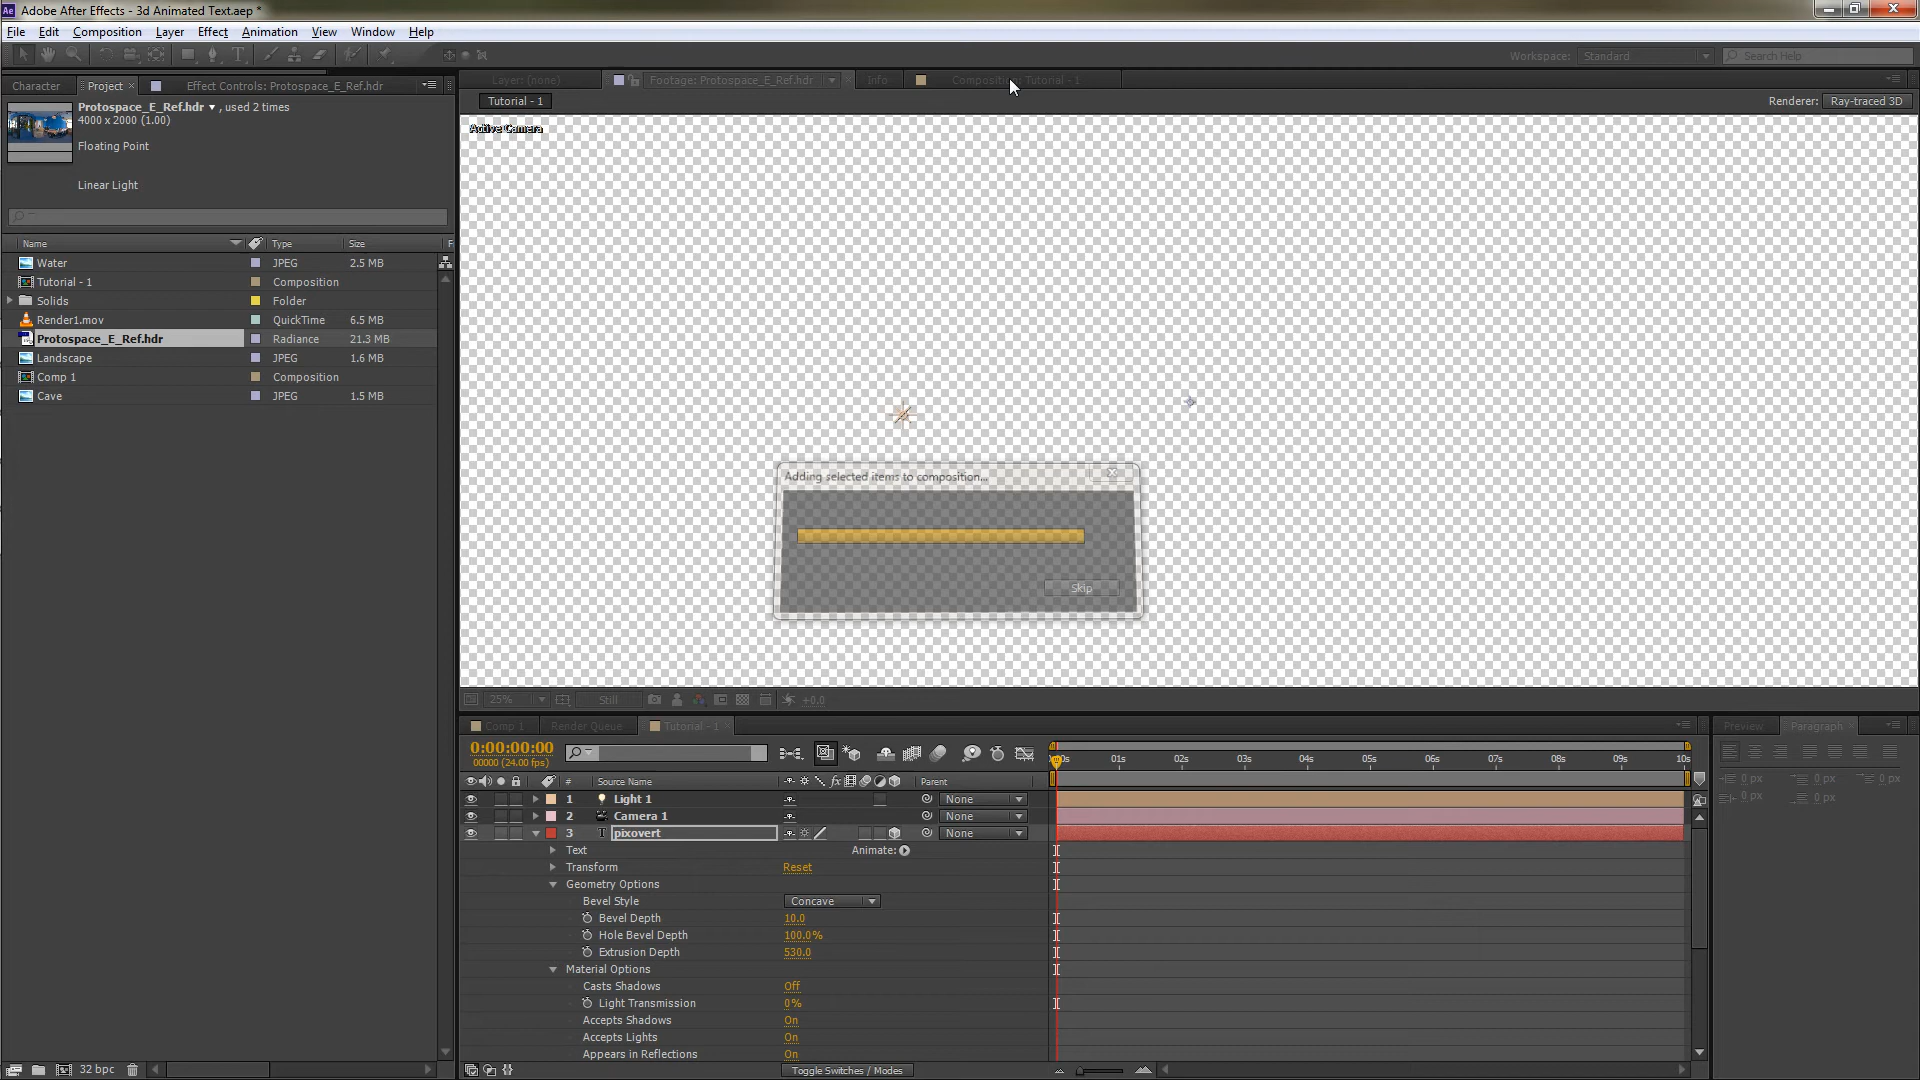 Adobe After Effects - 3d Animated Text.aep *
File Edit Composition Layer Effect Animation View Window Help
Workspace: Standard Search Help
Character Project Effect Controls: Protospace_E_Ref.hdr
Layer: (none) Footage: Protospace_E_Ref.hdr Info Composition: Tutorial - 1
Tutorial - 1 Renderer: Ray-traced 3D
Protospace_E_Ref.hdr , used 2 times
4000 x 2000 (1.00)
Floating Point
Linear Light
Active Camera
Name Type Size F
Water JPEG 2.5 MB
Tutorial - 1 Composition
Solids Folder
Render1.mov QuickTime 6.5 MB
Protospace_E_Ref.hdr Radiance 21.3 MB
Landscape JPEG 1.6 MB
Comp 1 Composition
Cave JPEG 1.5 MB
Adding selected items to composition...
Skip
25% Still +0.0
Comp 1 Render Queue Tutorial - 1
Preview Paragraph
0:00:00:00
00000 (24.00 fps)
01s 02s 03s 04s 05s 06s 07s 08s 09s 10s
# Source Name fx Parent
1 Light 1 None
2 Camera 1 None
3 T pixovert None
Text Animate:
Transform Reset
Geometry Options
Bevel Style Concave
Bevel Depth 10.0
Hole Bevel Depth 100.0%
Extrusion Depth 530.0
Material Options
Casts Shadows Off
Light Transmission 0%
Accepts Shadows On
Accepts Lights On
Appears in Reflections On
0 px 0 px 0 px
0 px 0 px
32 bpc Toggle Switches / Modes